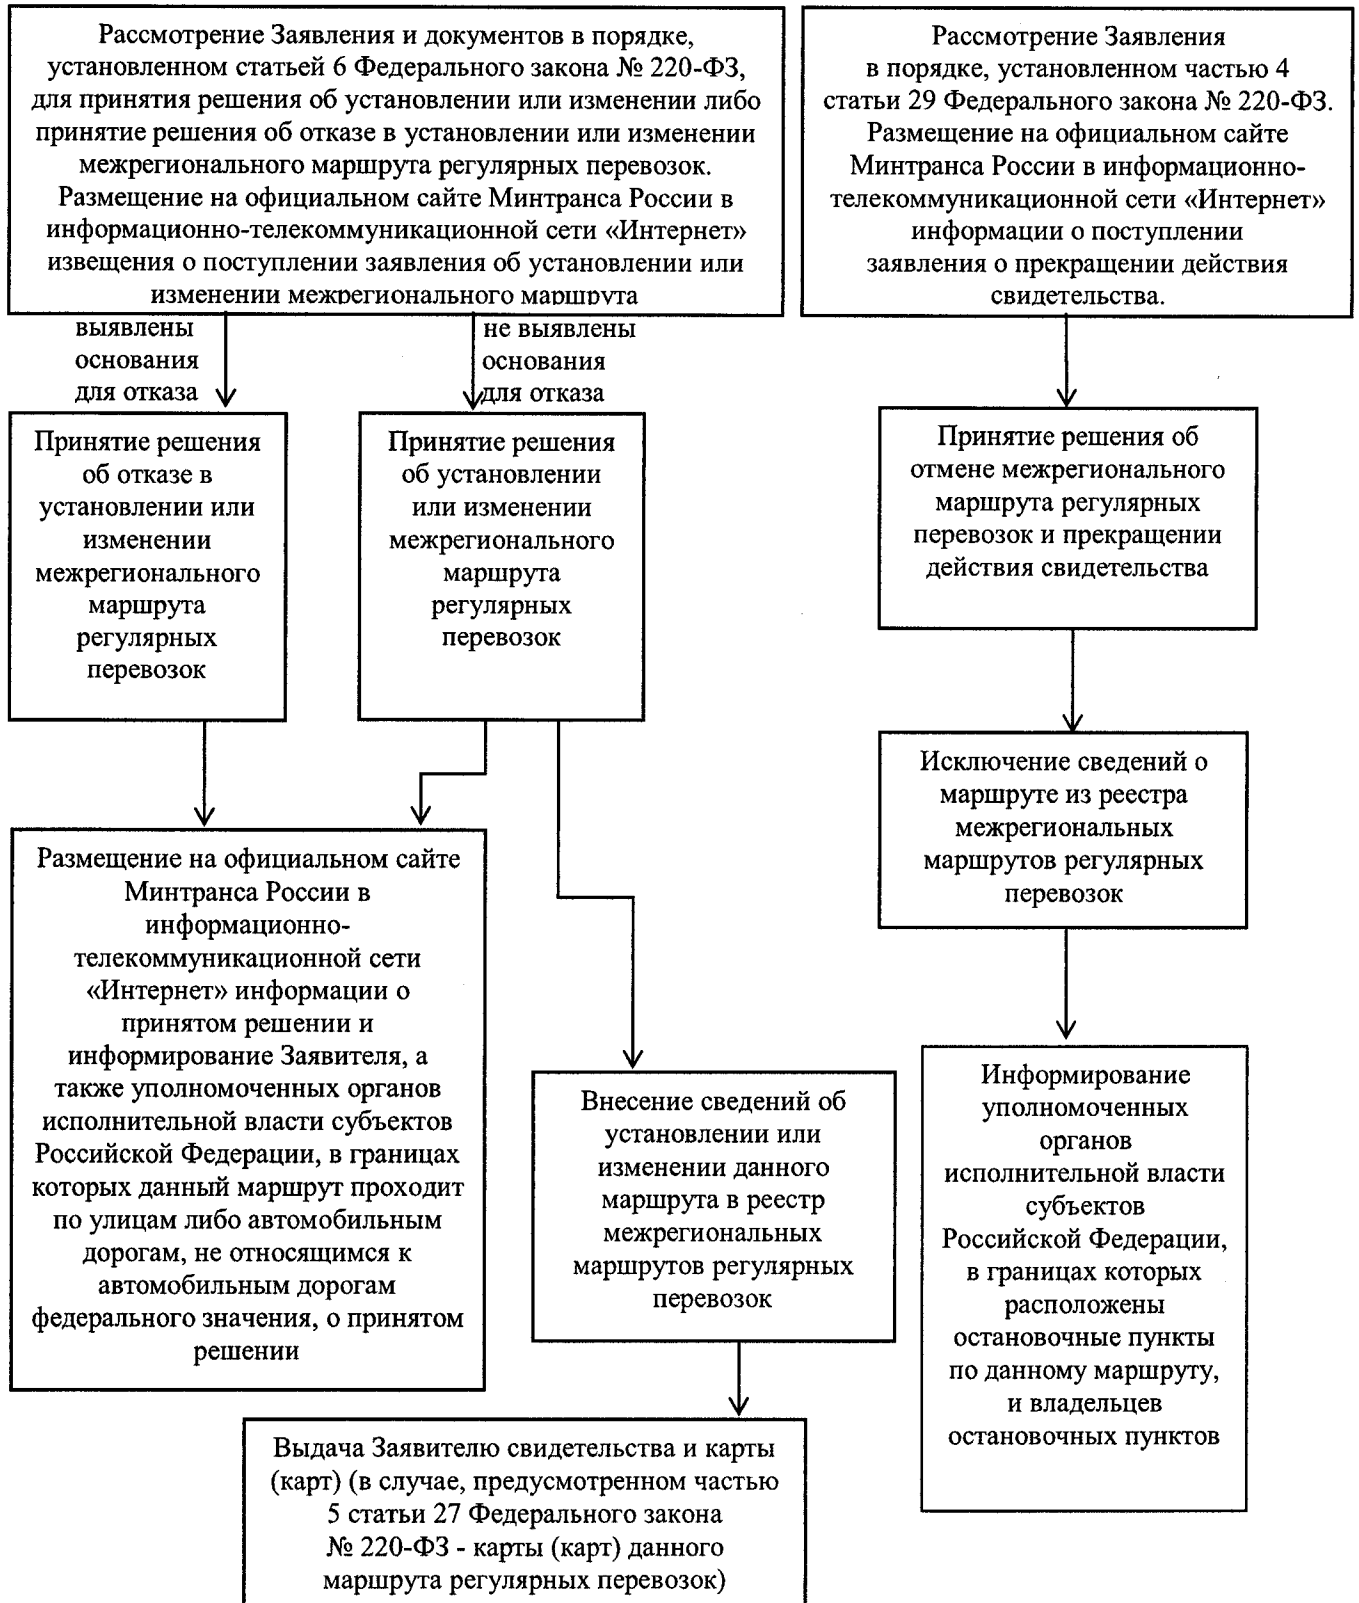 Рассмотрение Заявления и документов в порядке,
установленном статьей 6 Федерального закона № 220-ФЗ,
для принятия решения об установлении или изменении либо
принятие решения об отказе в установлении или изменении
межрегионального маршрута регулярных перевозок.
Размещение на официальном сайте Минтранса России в
информационно-телекоммуникационной сети «Интернет»
извещения о поступлении заявления об установлении или
изменении межрегионального маршрута
Рассмотрение Заявления
в порядке, установленном частью 4
статьи 29 Федерального закона № 220-ФЗ.
Размещение на официальном сайте
Минтранса России в информационно-
телекоммуникационной сети «Интернет»
информации о поступлении
заявления о прекращении действия
свидетельства.
выявлены
основания
для отказа
не выявлены
основания
для отказа
Принятие решения
об отказе в
установлении или
изменении
межрегионального
маршрута
регулярных
перевозок
Принятие решения
об установлении
или изменении
межрегионального
маршрута
регулярных
перевозок
Принятие решения об
отмене межрегионального
маршрута регулярных
перевозок и прекращении
действия свидетельства
Исключение сведений о
маршруте из реестра
межрегиональных
маршрутов регулярных
перевозок
Размещение на официальном сайте
Минтранса России в
информационно-
телекоммуникационной сети
«Интернет» информации о
принятом решении и
информирование Заявителя, а
также уполномоченных органов
исполнительной власти субъектов
Российской Федерации, в границах
которых данный маршрут проходит
по улицам либо автомобильным
дорогам, не относящимся к
автомобильным дорогам
федерального значения, о принятом
решении
Внесение сведений об
установлении или
изменении данного
маршрута в реестр
межрегиональных
маршрутов регулярных
перевозок
Информирование
уполномоченных
органов
исполнительной власти
субъектов
Российской Федерации,
в границах которых
расположены
остановочные пункты
по данному маршруту,
и владельцев
остановочных пунктов
Выдача Заявителю свидетельства и карты
(карт) (в случае, предусмотренном частью
5 статьи 27 Федерального закона
№ 220-ФЗ - карты (карт) данного
маршрута регулярных перевозок)